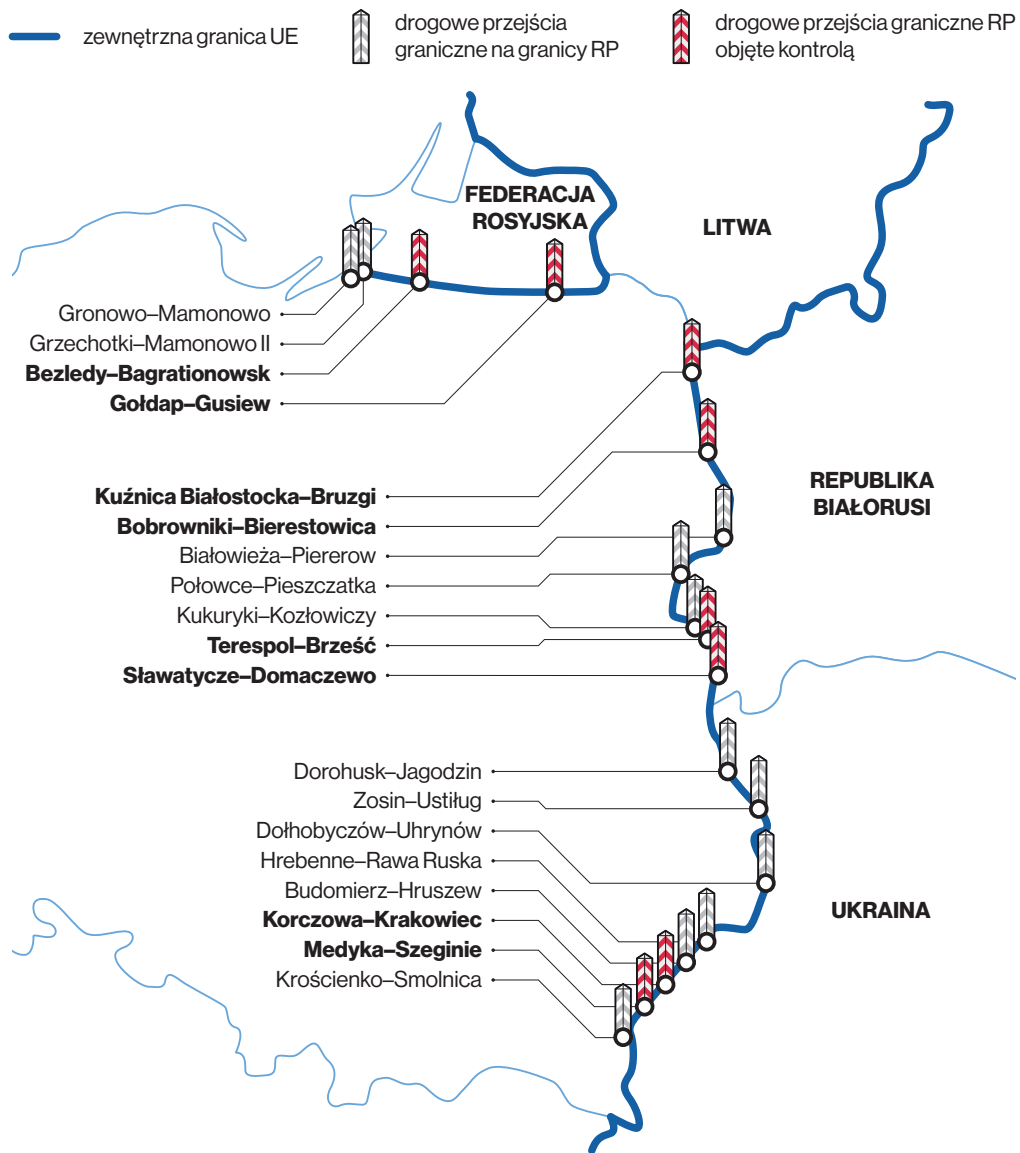 zewnętrzna granica UE
drogowe przejścia
graniczne na granicy RP
drogowe przejścia graniczne RP
objęte kontrolą
FEDERACJA
ROSYJSKA
LITWA
Gronowo–Mamonowo
Grzechotki–Mamonowo II
Bezledy–Bagrationowsk
Gołdap–Gusiew
REPUBLIKA
BIAŁORUSI
Kuźnica Białostocka–Bruzgi
Bobrowniki–Bierestowica
Białowieża–Piererow
Połowce–Pieszczatka
Kukuryki–Kozłowiczy
Terespol–Brześć
Sławatycze–Domaczewo
Dorohusk–Jagodzin
Zosin–Ustiług
Dołhobyczów–Uhrynów
Hrebenne–Rawa Ruska
Budomierz–Hruszew
Korczowa–Krakowiec
Medyka–Szeginie
Krościenko–Smolnica
UKRAINA